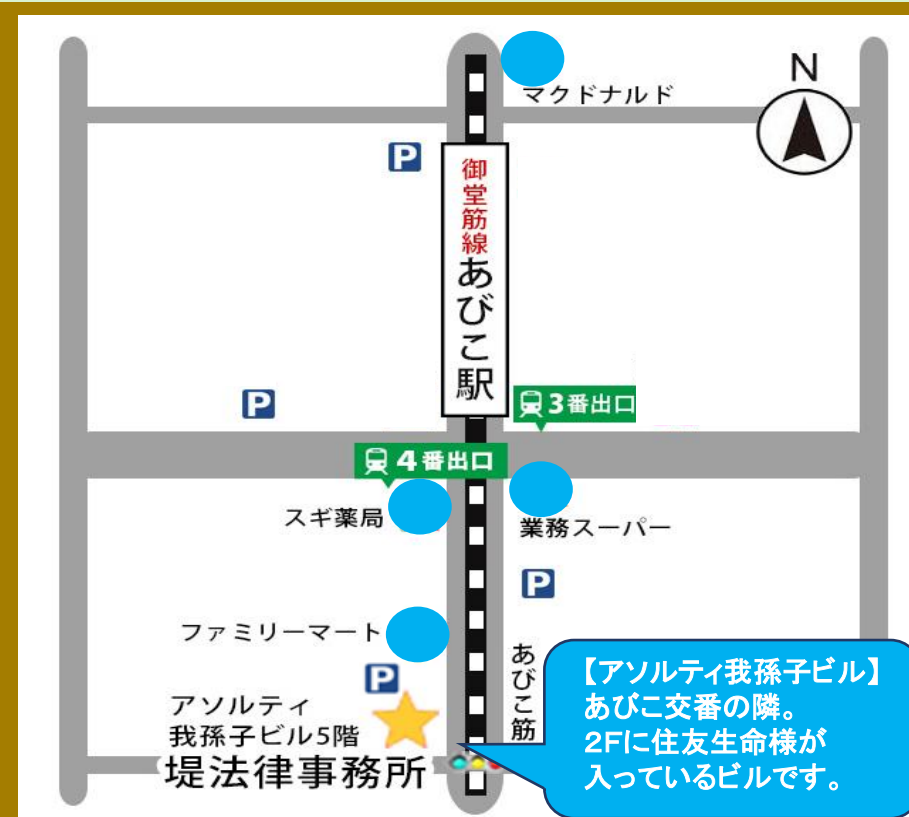 マクドナルド
N
P
御堂筋線あびこ駅
P
3番出口
4番出口
スギ薬局
業務スーパー
P
ファミリーマート
あびこ筋
P
アソルティ
我孫子ビル5階
堤法律事務所
【アソルティ我孫子ビル】
あびこ交番の隣。
2Fに住友生命様が
入っているビルです。